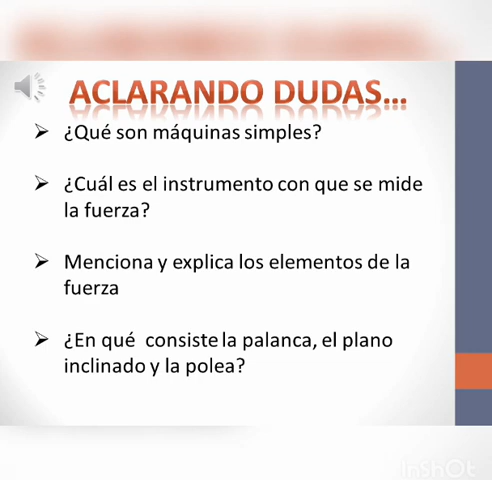 ACLARANDO DUDAS...
➢ ¿Qué son máquinas simples?
➢ ¿Cuál es el instrumento con que se mide
la fuerza?
➢ Menciona y explica los elementos de la
fuerza
➢ ¿En qué consiste la palanca, el plano
inclinado y la polea?
InShOt